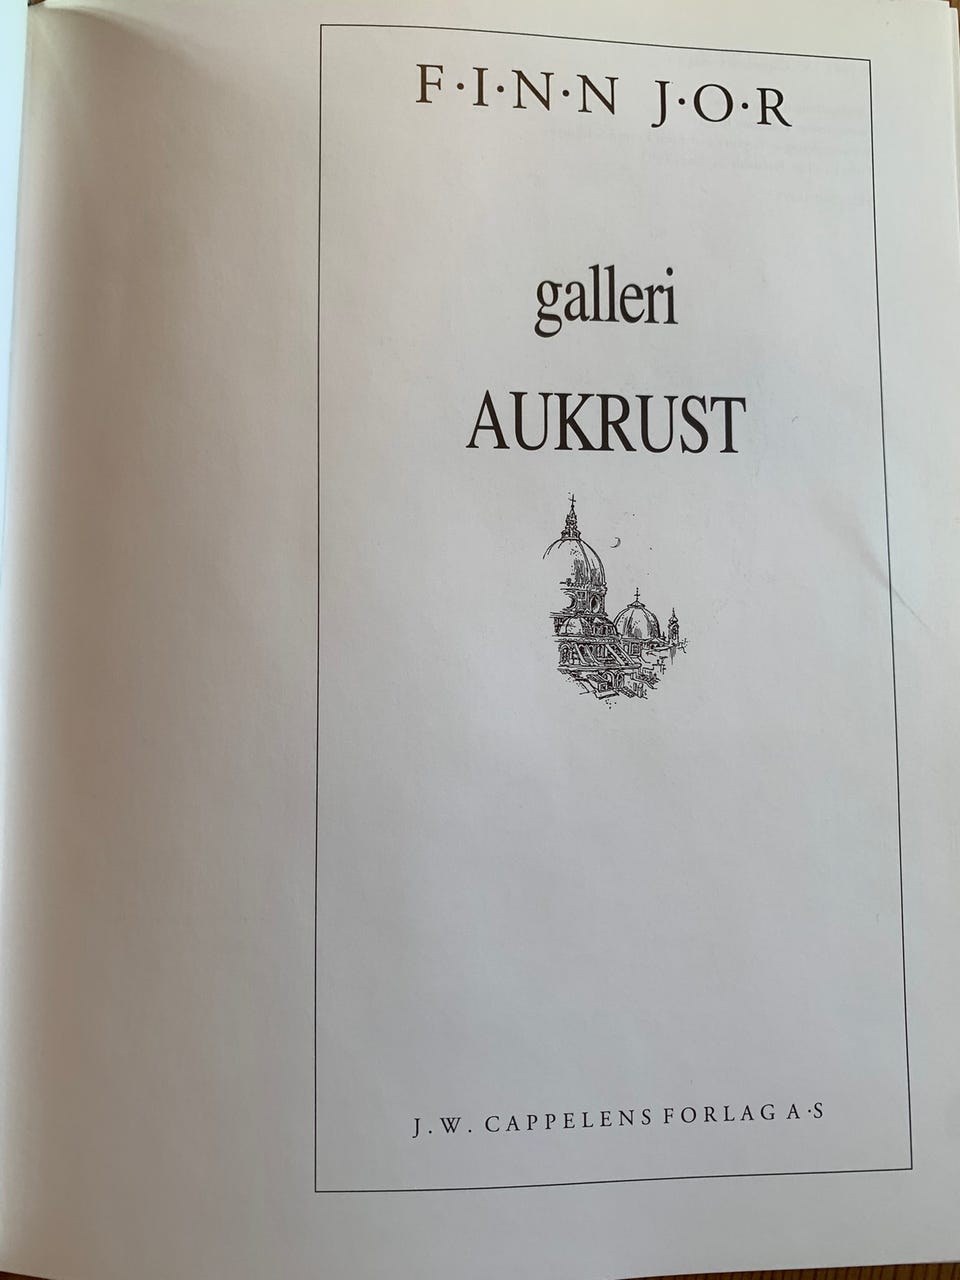 F·I·N·N J·O·R
galleri
AUKRUST
J.W. CAPPELENS FORLAG A·S